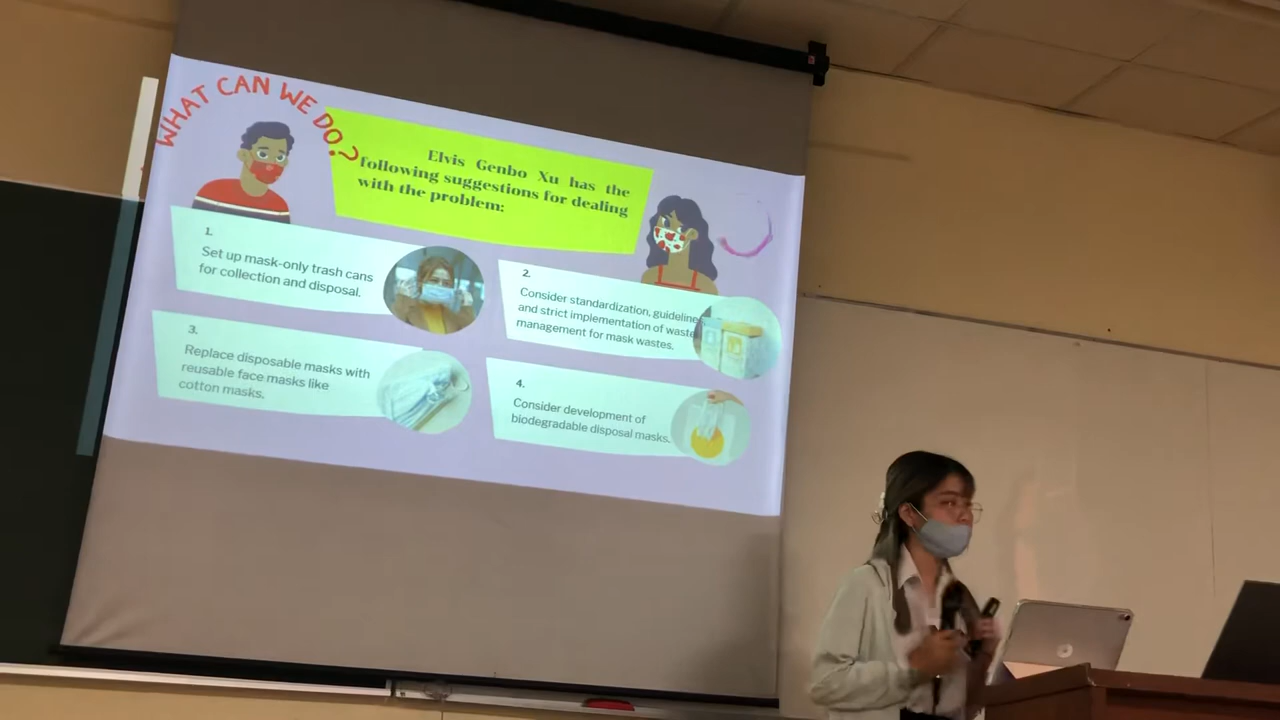 WHAT CAN WE DO?
Elvis Genbo Xu has the
following suggestions for dealing
with the problem:
1.
Set up mask-only trash cans
for collection and disposal.
2.
Consider standardization, guideline
and strict implementation of waste
management for mask wastes.
3.
Replace disposable masks with
reusable face masks like
cotton masks.
4.
Consider development of
biodegradable disposal masks.